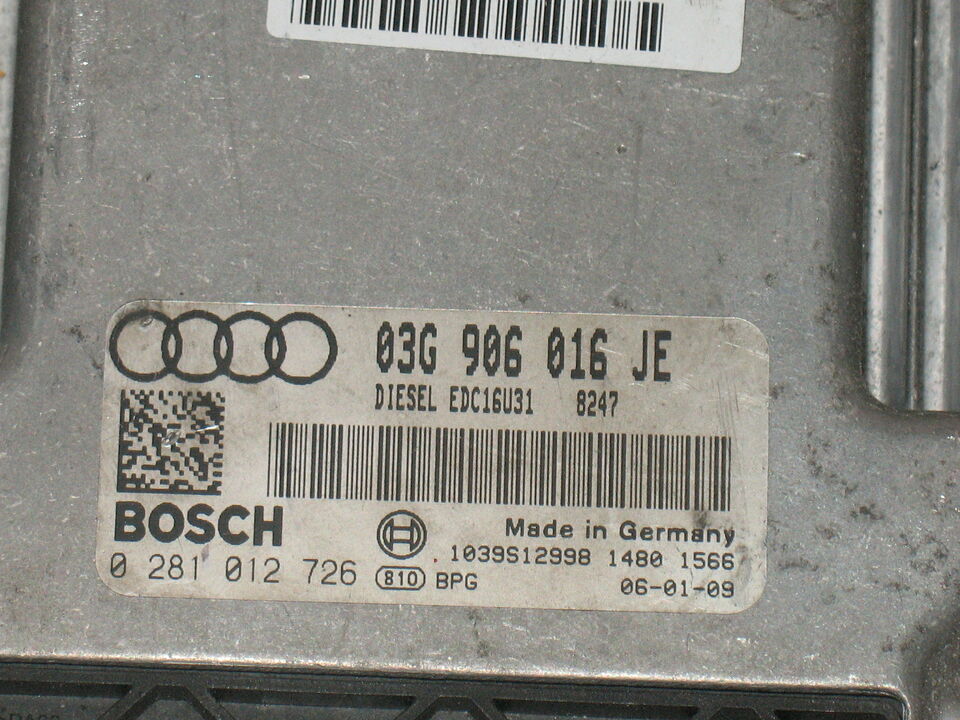 03G 906 016 JE
DIESEL EDC16U31 8247
BOSCH
Made in Germany
1039S12998 1480 1566
0 281 012 726 810 BPG
06-01-09